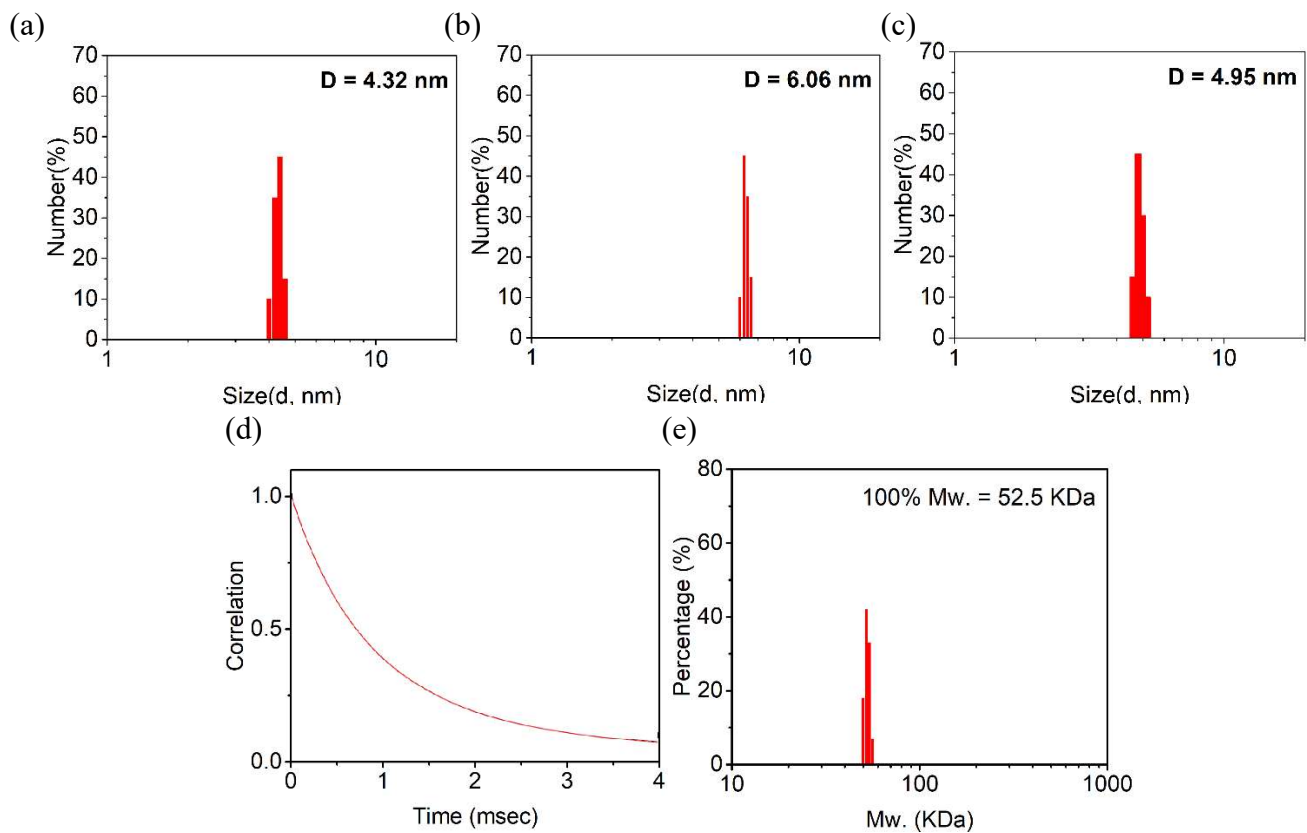 (a)
70
60
50
40
30
20
10
0
Number(%)
D = 4.32 nm
1
10
Size(d, nm)
(b)
70
60
50
40
30
20
10
0
Number(%)
D = 6.06 nm
1
10
Size(d, nm)
(c)
70
60
50
40
30
20
10
0
Number(%)
D = 4.95 nm
1
10
Size(d, nm)
(d)
1.0
0.5
0.0
Correlation
0 1 2 3 4
Time (msec)
(e)
80
60
40
20
0
Percentage (%)
100% Mw. = 52.5 KDa
10 100 1000
Mw. (KDa)